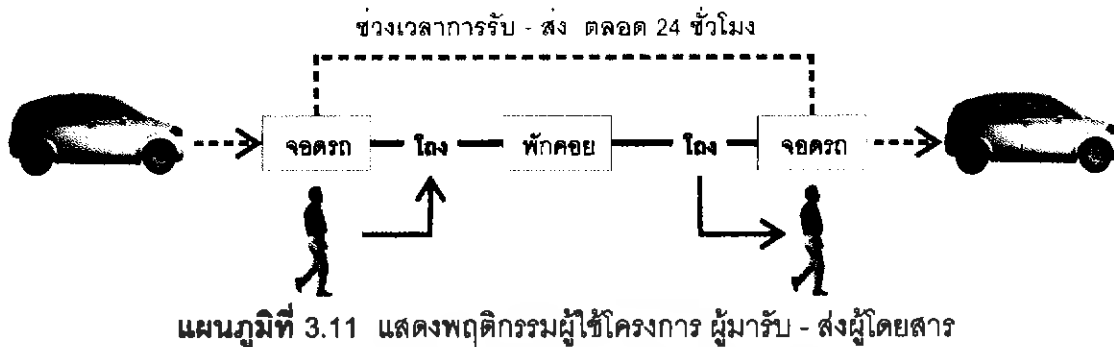 ช่วงเวลาการรับ - ส่ง ตลอด 24 ชั่วโมง
จอดรถ โถง พักคอย โถง จอดรถ
แผนภูมิที่ 3.11 แสดงพฤติกรรมผู้ใช้โครงการ ผู้มารับ - ส่งผู้โดยสาร